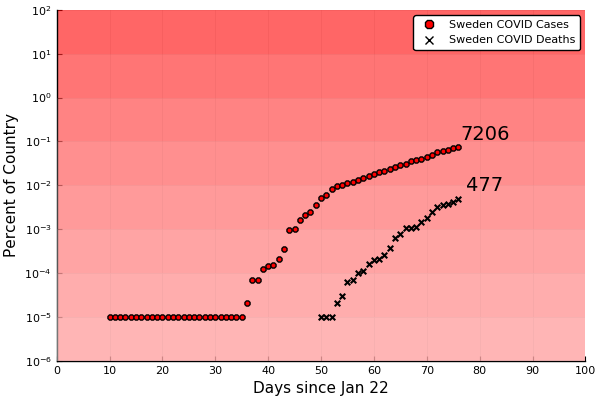 Sweden COVID Cases
Sweden COVID Deaths
10²
10¹
10⁰
10⁻¹
10⁻²
10⁻³
10⁻⁴
10⁻⁵
10⁻⁶
Percent of Country
7206
477
0 10 20 30 40 50 60 70 80 90 100
Days since Jan 22